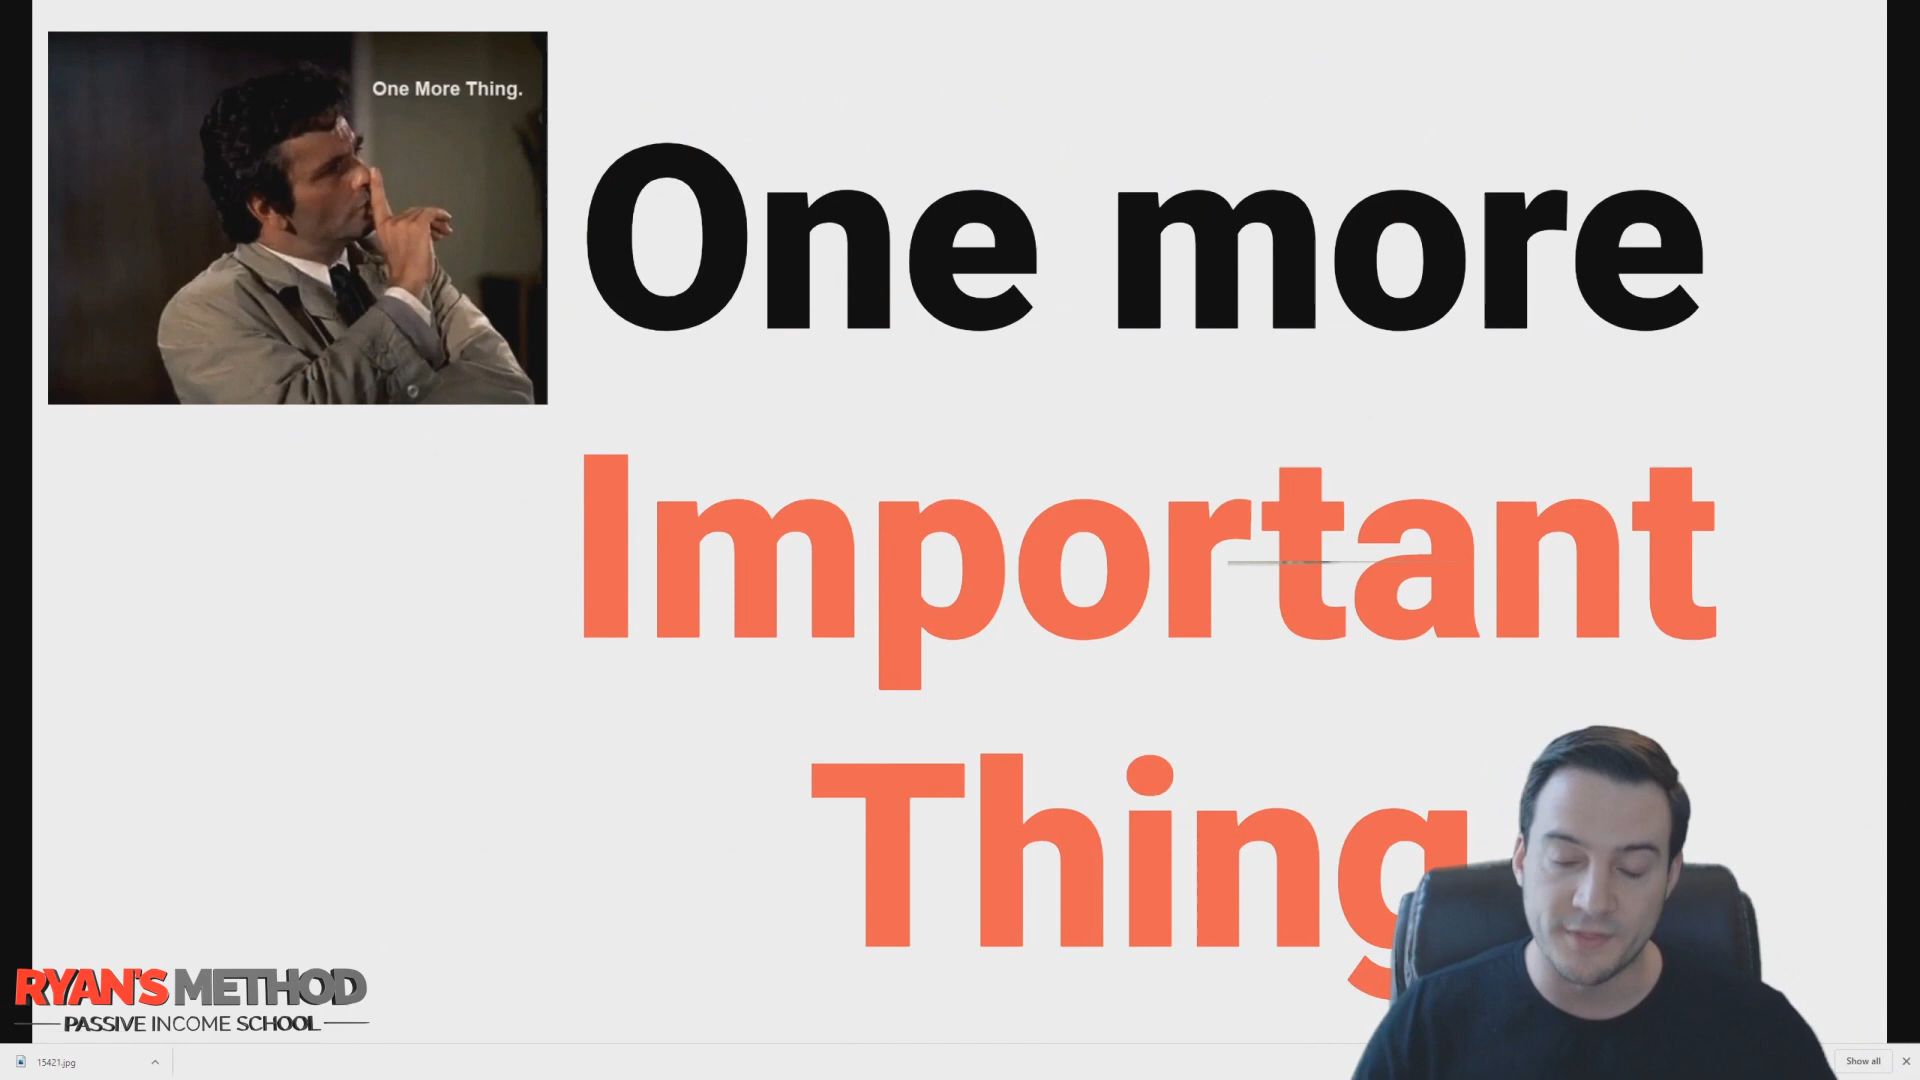 One More Thing.
One more
Important
Thing
RYAN'S METHOD
PASSIVE INCOME SCHOOL
15421.jpg
Show all